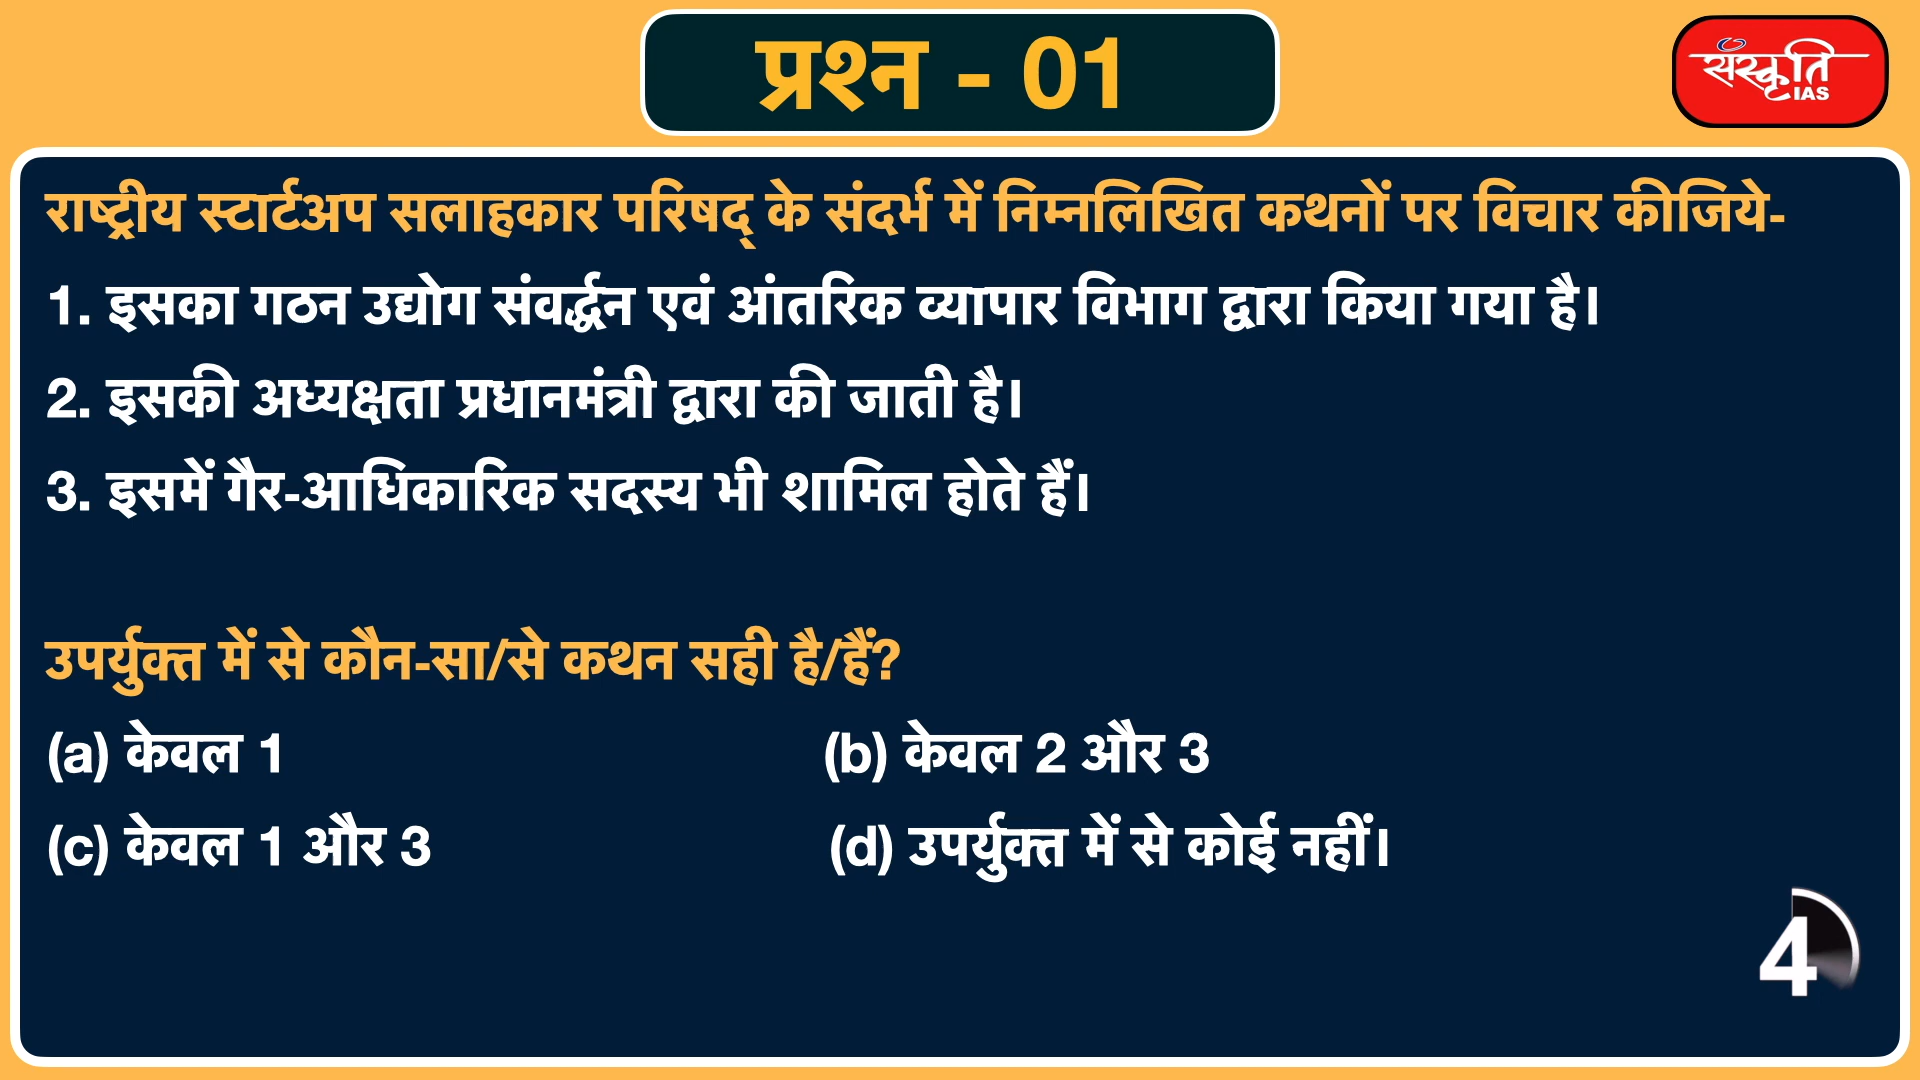 प्रश्न - 01
संस्कृति
IAS
राष्ट्रीय स्टार्टअप सलाहकार परिषद् के संदर्भ में निम्नलिखित कथनों पर विचार कीजिये-
1. इसका गठन उद्योग संवर्द्धन एवं आंतरिक व्यापार विभाग द्वारा किया गया है।
2. इसकी अध्यक्षता प्रधानमंत्री द्वारा की जाती है।
3. इसमें गैर-आधिकारिक सदस्य भी शामिल होते हैं।
उपर्युक्त में से कौन-सा/से कथन सही है/हैं?
(a) केवल 1 (b) केवल 2 और 3
(c) केवल 1 और 3 (d) उपर्युक्त में से कोई नहीं।
4